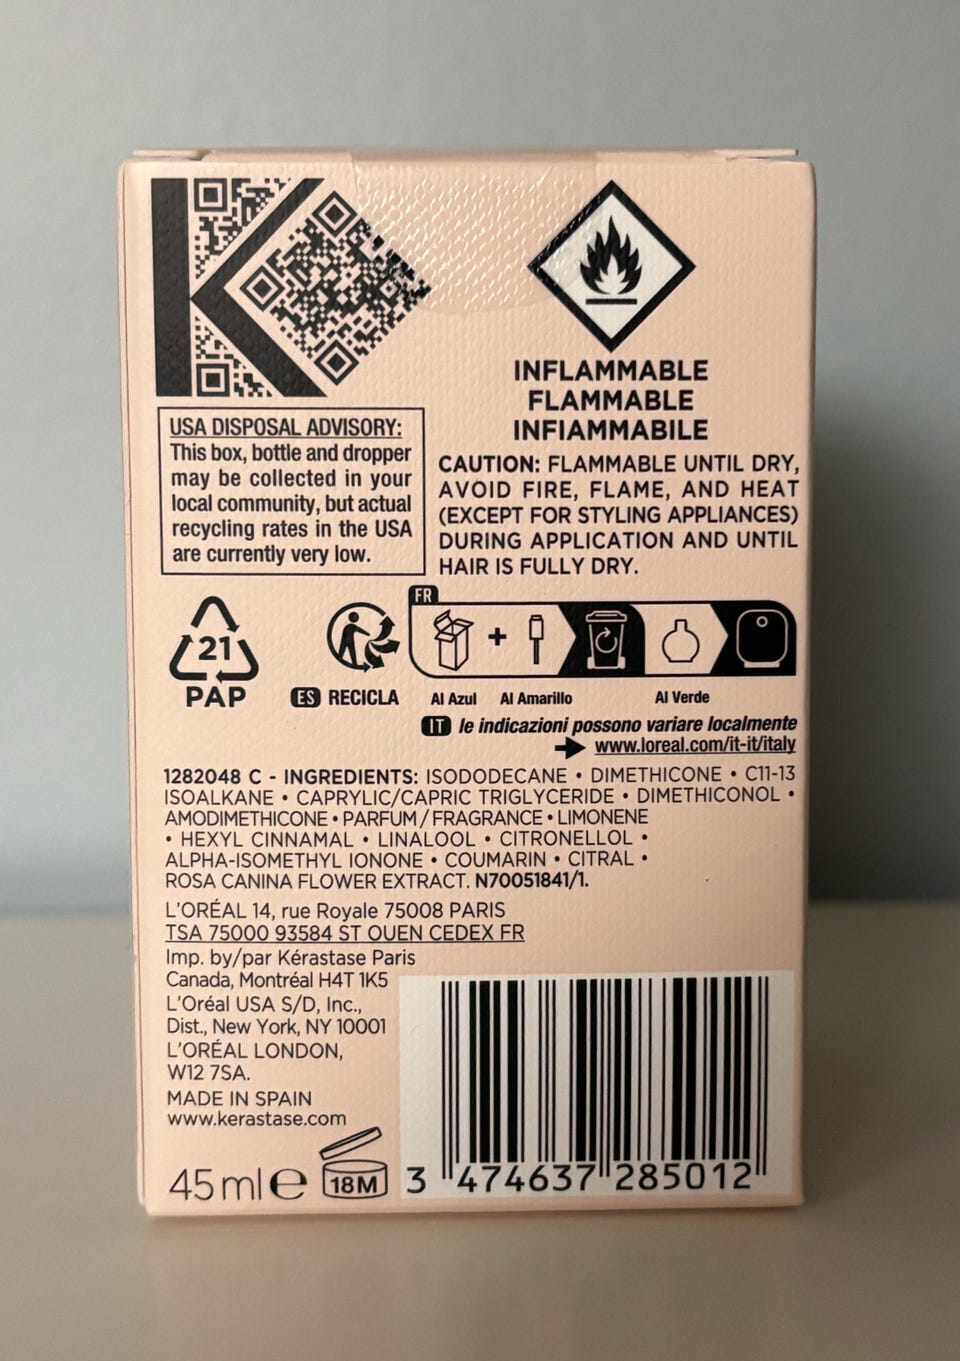 K
INFLAMMABLE
FLAMMABLE
INFIAMMABILE
USA DISPOSAL ADVISORY:
This box, bottle and dropper
may be collected in your
local community, but actual
recycling rates in the USA
are currently very low.
CAUTION: FLAMMABLE UNTIL DRY,
AVOID FIRE, FLAME, AND HEAT
(EXCEPT FOR STYLING APPLIANCES)
DURING APPLICATION AND UNTIL
HAIR IS FULLY DRY.
21
PAP
FR
+
ES RECICLA
Al Azul Al Amarillo Al Verde
IT le indicazioni possono variare localmente
www.loreal.com/it-it/italy
1282048 C - INGREDIENTS: ISODODECANE • DIMETHICONE • C11-13
ISOALKANE • CAPRYLIC/CAPRIC TRIGLYCERIDE • DIMETHICONOL •
AMODIMETHICONE • PARFUM / FRAGRANCE • LIMONENE
• HEXYL CINNAMAL • LINALOOL • CITRONELLOL •
ALPHA-ISOMETHYL IONONE • COUMARIN • CITRAL •
ROSA CANINA FLOWER EXTRACT. N70051841/1.
L'ORÉAL 14, rue Royale 75008 PARIS
TSA 75000 93584 ST OUEN CEDEX FR
Imp. by/par Kérastase Paris
Canada, Montréal H4T 1K5
L'Oréal USA S/D, Inc.,
Dist., New York, NY 10001
L'ORÉAL LONDON,
W12 7SA.
MADE IN SPAIN
www.kerastase.com
45 ml e 18M
3 474637 285012